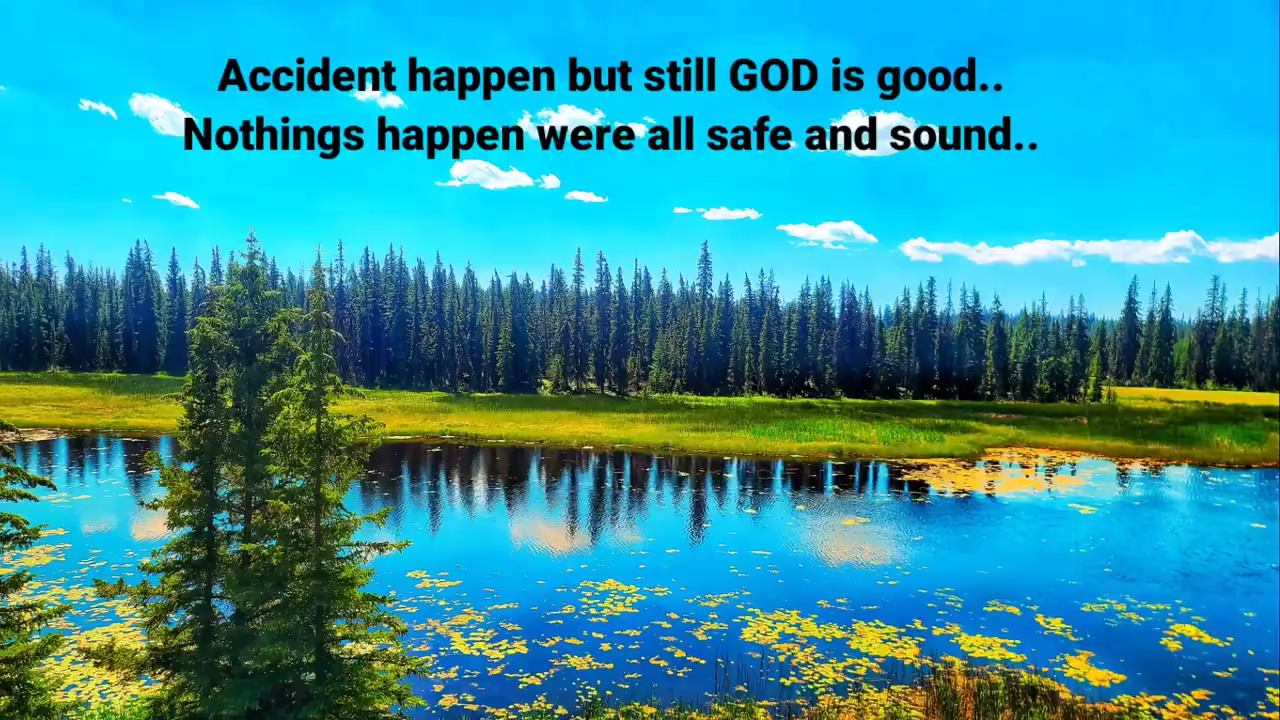 Accident happen but still GOD is good..
Nothings happen were all safe and sound..